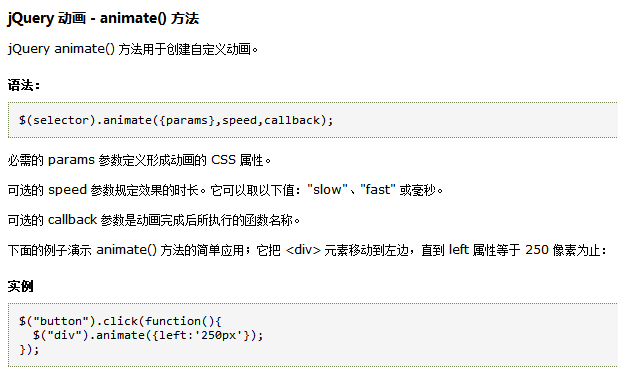 jQuery 动画 - animate() 方法
jQuery animate() 方法用于创建自定义动画。
语法：
$(selector).animate({params},speed,callback);
必需的 params 参数定义形成动画的 CSS 属性。
可选的 speed 参数规定效果的时长。它可以取以下值："slow"、"fast" 或毫秒。
可选的 callback 参数是动画完成后所执行的函数名称。
下面的例子演示 animate() 方法的简单应用；它把 <div> 元素移动到左边，直到 left 属性等于 250 像素为止：
实例
$("button").click(function(){
  $("div").animate({left:'250px'});
});